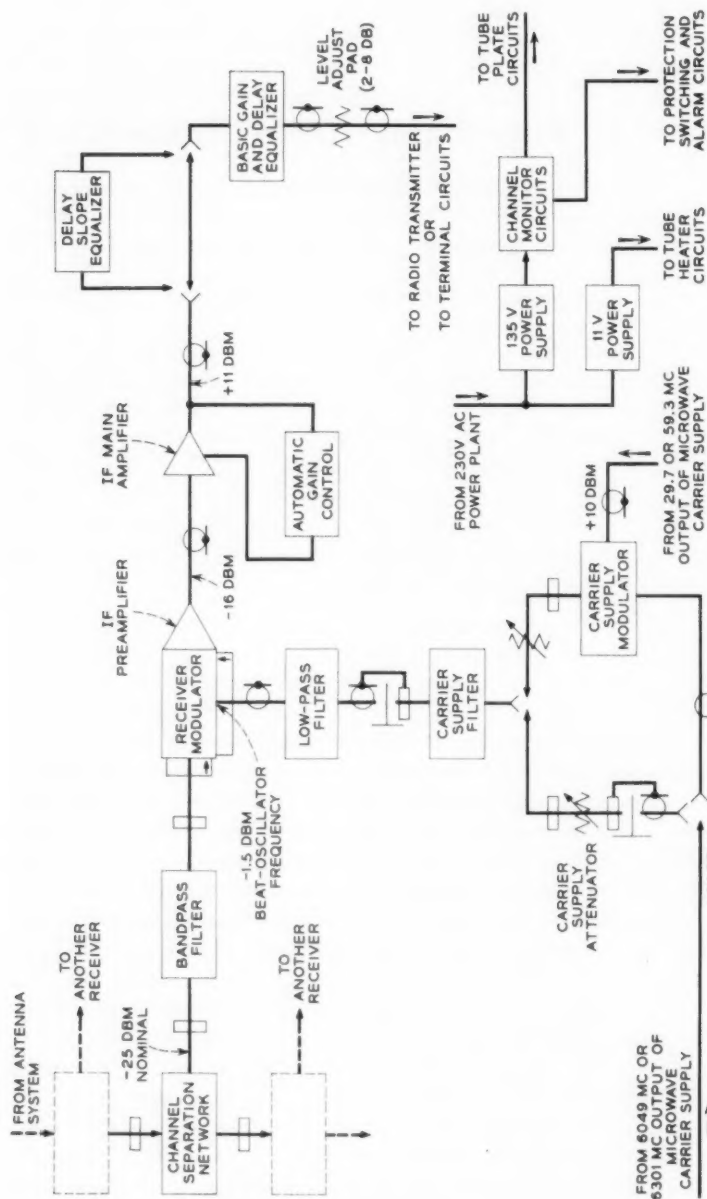 FROM ANTENNA
SYSTEM
TO
ANOTHER
RECEIVER
CHANNEL
SEPARATION
NETWORK
-25 DBM
NOMINAL
TO
ANOTHER
RECEIVER
BANDPASS
FILTER
RECEIVER
MODULATOR
-1.5 DBM
BEAT-OSCILLATOR
FREQUENCY
IF
PREAMPLIFIER
-16 DBM
IF MAIN
AMPLIFIER
AUTOMATIC
GAIN
CONTROL
+11 DBM
DELAY
SLOPE
EQUALIZER
BASIC GAIN
AND DELAY
EQUALIZER
LEVEL
ADJUST
PAD
(2-8 DB)
TO RADIO TRANSMITTER
OR
TO TERMINAL CIRCUITS
LOW-PASS
FILTER
CARRIER
SUPPLY
FILTER
CARRIER
SUPPLY
ATTENUATOR
CARRIER
SUPPLY
MODULATOR
+10 DBM
FROM 29.7 OR 59.3 MC
OUTPUT OF MICROWAVE
CARRIER SUPPLY
FROM 6049 MC OR
6301 MC OUTPUT OF
MICROWAVE
CARRIER SUPPLY
FROM 230V AC
POWER PLANT
135 V
POWER
SUPPLY
11 V
POWER
SUPPLY
CHANNEL
MONITOR
CIRCUITS
TO TUBE
PLATE
CIRCUITS
TO PROTECTION
SWITCHING AND
ALARM CIRCUITS
TO TUBE
HEATER
CIRCUITS